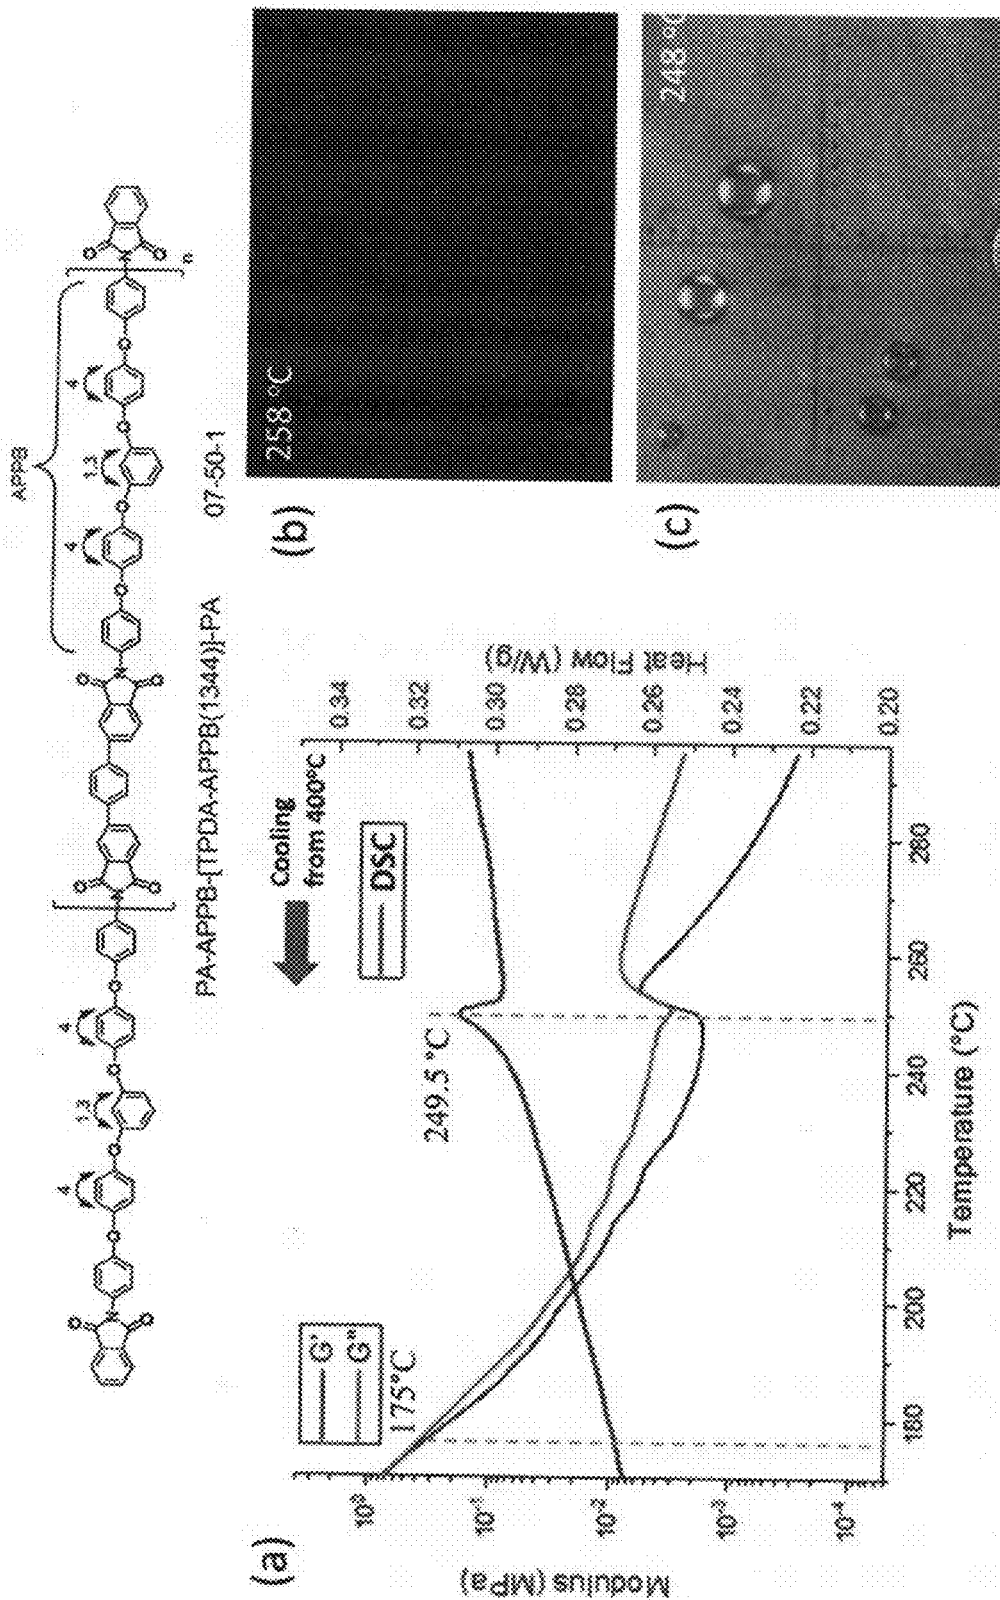 APPB
4
1.3
4
4
1.3
4
n
PA-APPB-[TPDA-APPB(1344)]-PA
07-50-1
(a)
G'
G"
175°C
Cooling
from 400°C
DSC
249.5 °C
Modulus (MPa)
10⁰
10⁻¹
10⁻²
10⁻³
10⁻⁴
Heat Flow (W/g)
0.34
0.32
0.30
0.28
0.26
0.24
0.22
0.20
180
200
220
240
260
280
Temperature (°C)
(b)
258 °C
(c)
248 °C